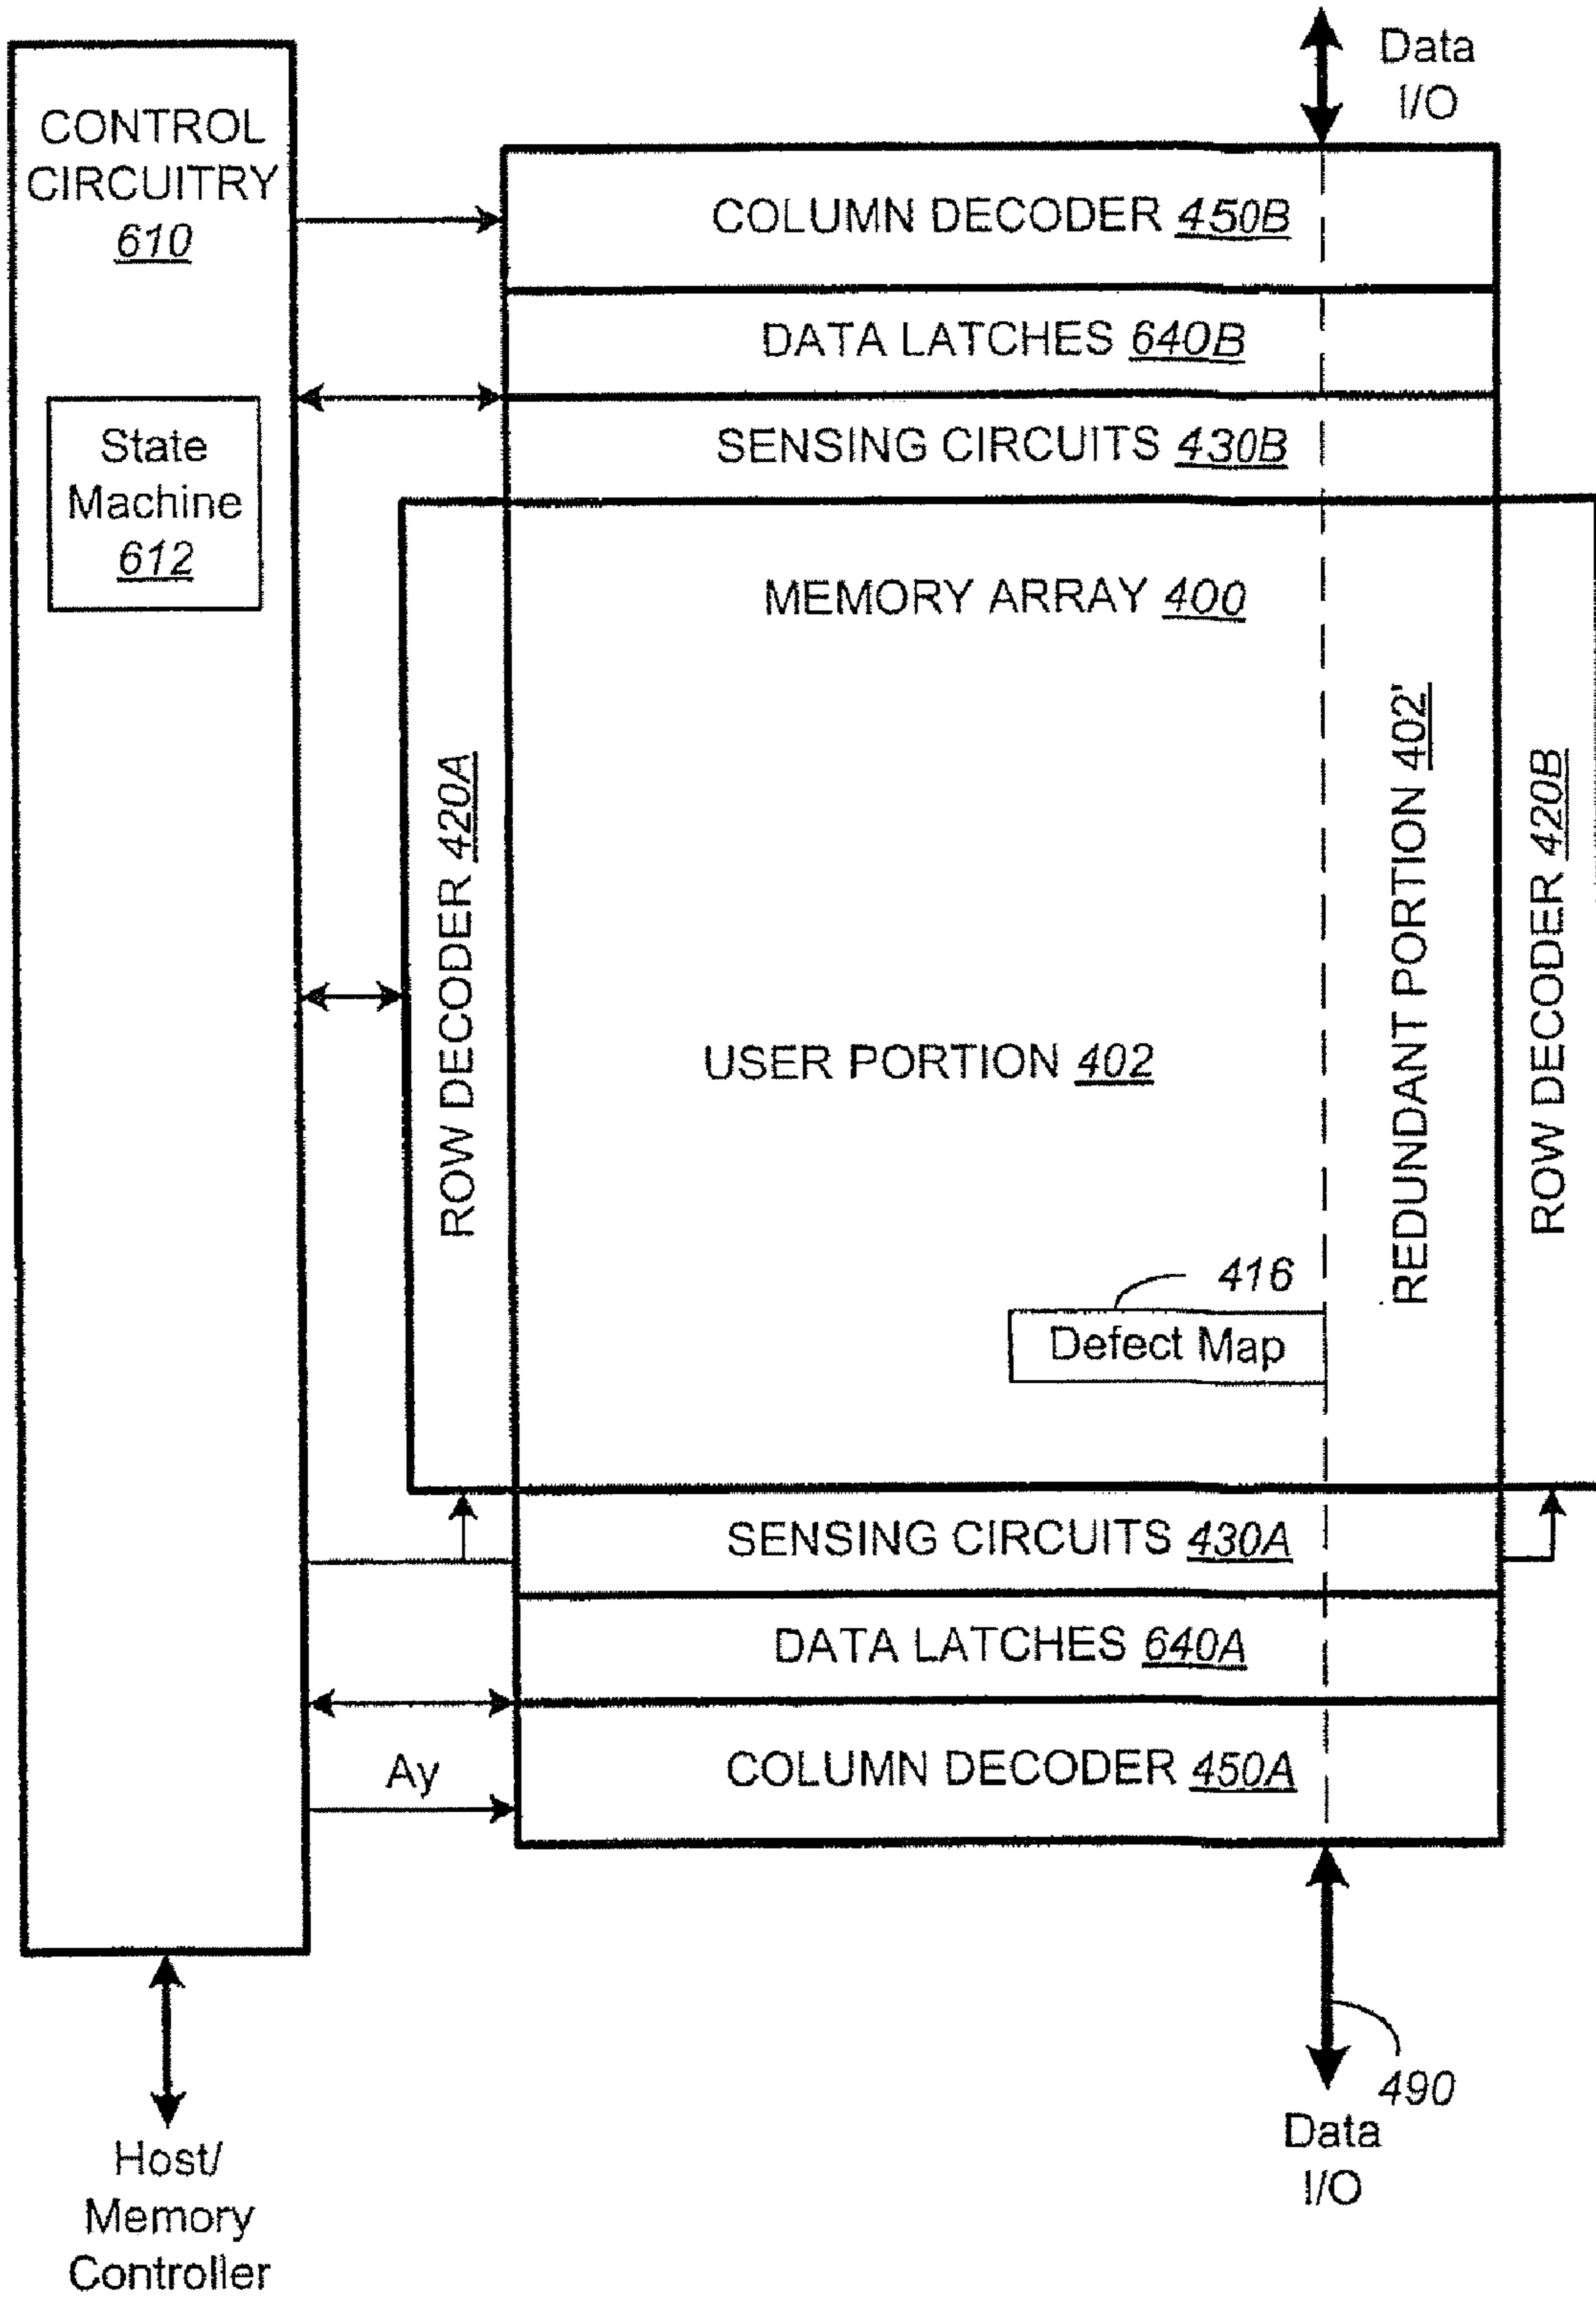 Data
I/O
CONTROL
CIRCUITRY
610
COLUMN DECODER 450B
DATA LATCHES 640B
State
Machine
612
SENSING CIRCUITS 430B
MEMORY ARRAY 400
ROW DECODER 420A
USER PORTION 402
REDUNDANT PORTION 402'
ROW DECODER 420B
416
Defect Map
SENSING CIRCUITS 430A
DATA LATCHES 640A
Ay
COLUMN DECODER 450A
490
Data
I/O
Host/
Memory
Controller